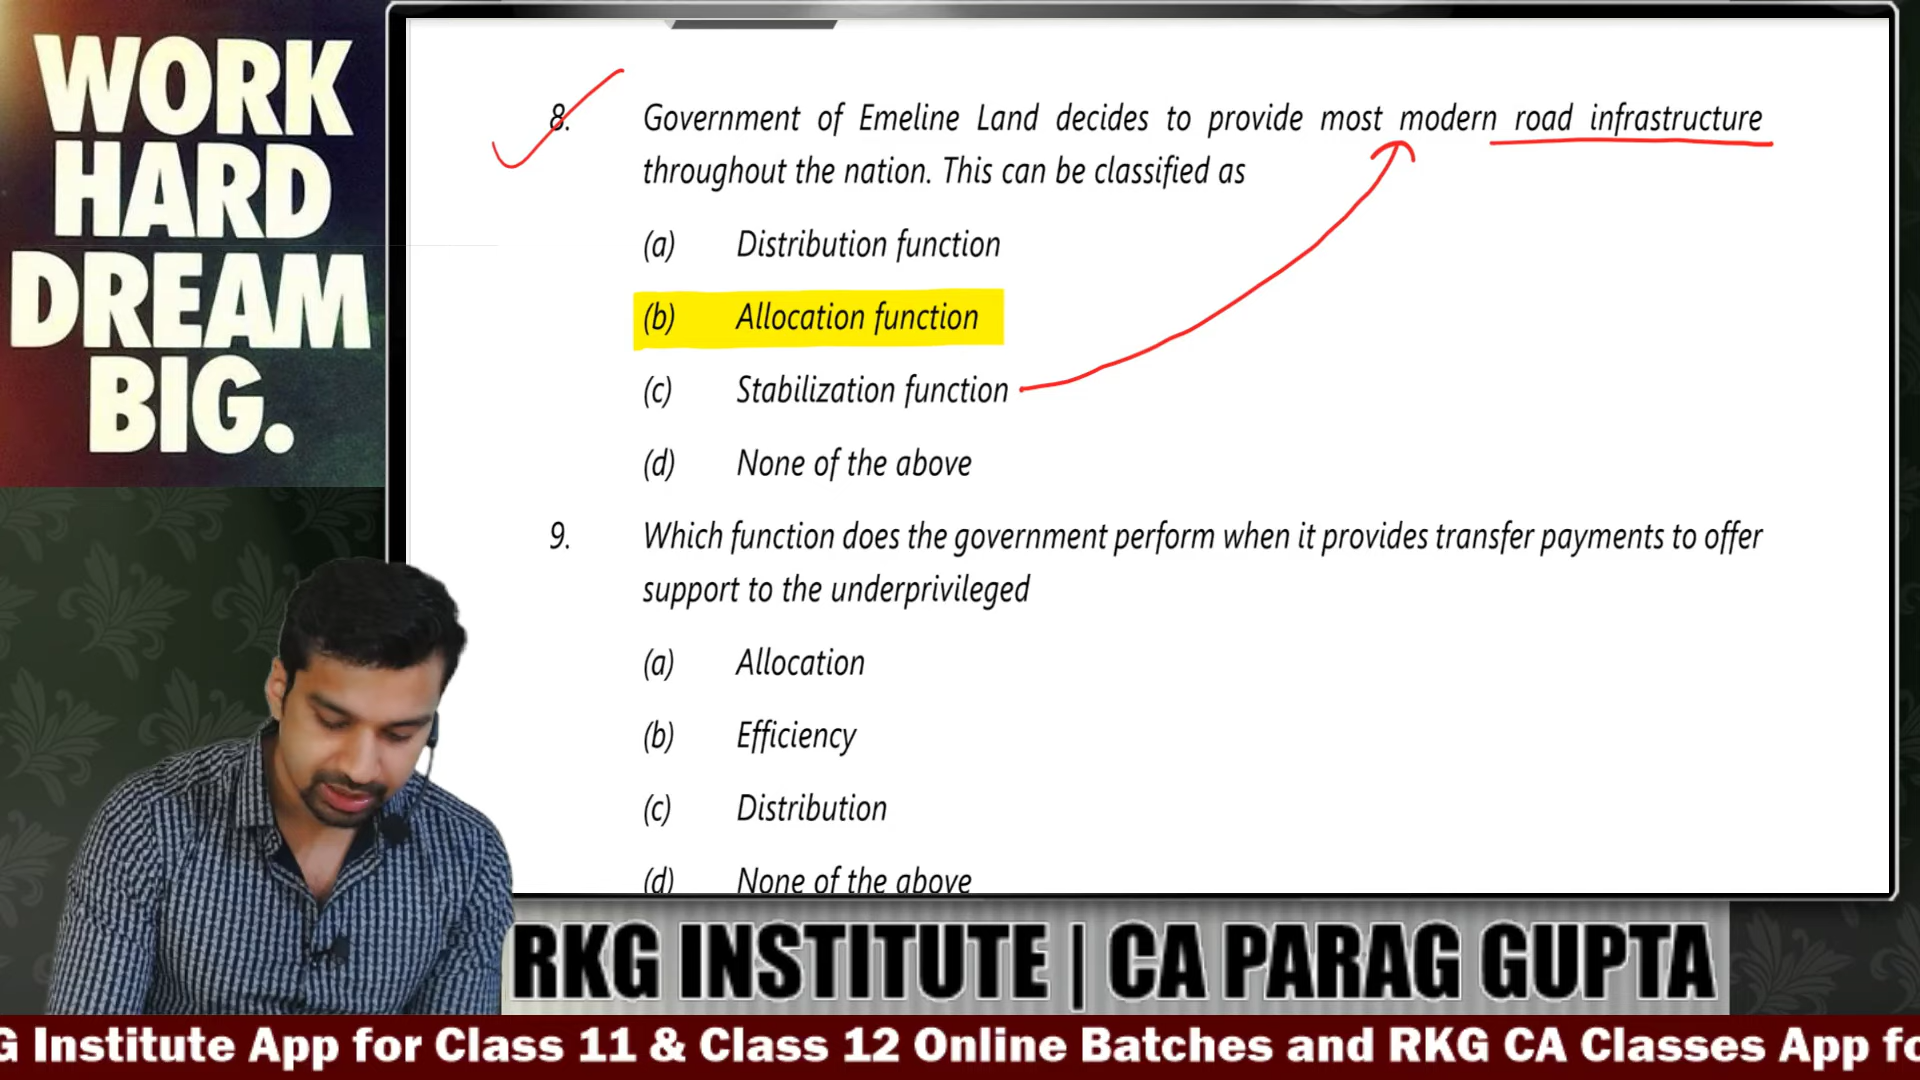 WORK
HARD
DREAM
BIG.
8. Government of Emeline Land decides to provide most modern road infrastructure
throughout the nation. This can be classified as
(a) Distribution function
(b) Allocation function
(c) Stabilization function
(d) None of the above
9. Which function does the government perform when it provides transfer payments to offer
support to the underprivileged
(a) Allocation
(b) Efficiency
(c) Distribution
(d) None of the above
RKG INSTITUTE | CA PARAG GUPTA
G Institute App for Class 11 & Class 12 Online Batches and RKG CA Classes App fo